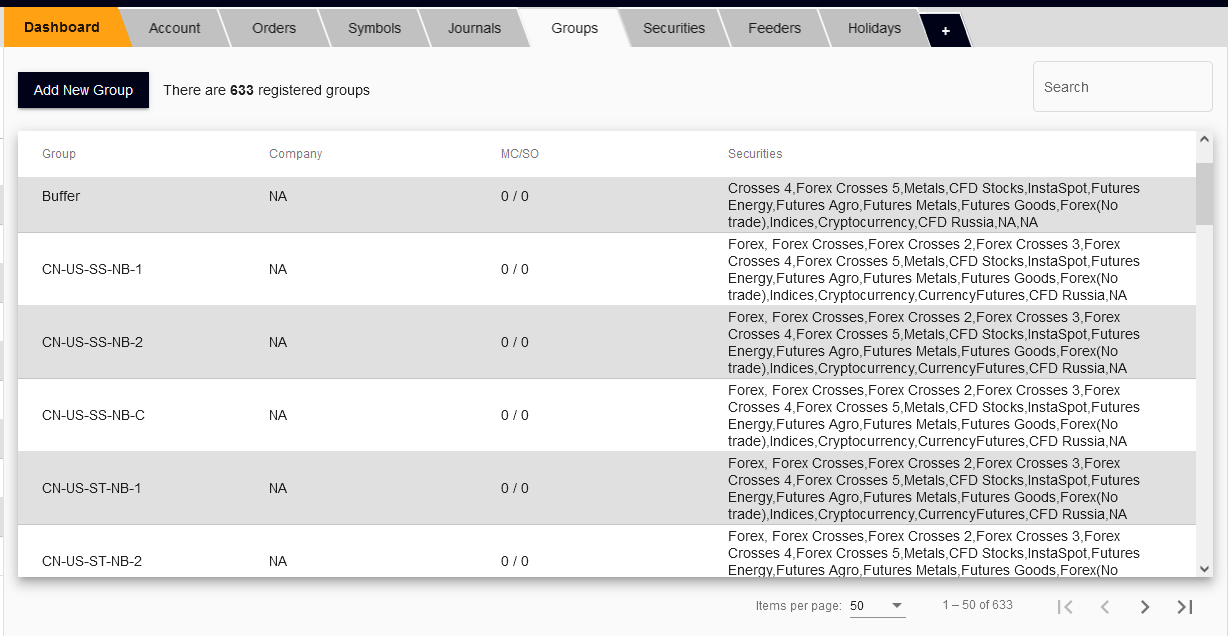 Dashboard Account Orders Symbols Journals Groups Securities Feeders Holidays +
Add New Group There are 633 registered groups Search
Group Company MC/SO Securities
Buffer NA 0 / 0
Crosses 4,Forex Crosses 5,Metals,CFD Stocks,InstaSpot,Futures
Energy,Futures Agro,Futures Metals,Futures Goods,Forex(No
trade),Indices,Cryptocurrency,CFD Russia,NA,NA
CN-US-SS-NB-1 NA 0 / 0
Forex, Forex Crosses,Forex Crosses 2,Forex Crosses 3,Forex
Crosses 4,Forex Crosses 5,Metals,CFD Stocks,InstaSpot,Futures
Energy,Futures Agro,Futures Metals,Futures Goods,Forex(No
trade),Indices,Cryptocurrency,CurrencyFutures,CFD Russia,NA
CN-US-SS-NB-2 NA 0 / 0
Forex, Forex Crosses,Forex Crosses 2,Forex Crosses 3,Forex
Crosses 4,Forex Crosses 5,Metals,CFD Stocks,InstaSpot,Futures
Energy,Futures Agro,Futures Metals,Futures Goods,Forex(No
trade),Indices,Cryptocurrency,CurrencyFutures,CFD Russia,NA
CN-US-SS-NB-C NA 0 / 0
Forex, Forex Crosses,Forex Crosses 2,Forex Crosses 3,Forex
Crosses 4,Forex Crosses 5,Metals,CFD Stocks,InstaSpot,Futures
Energy,Futures Agro,Futures Metals,Futures Goods,Forex(No
trade),Indices,Cryptocurrency,CurrencyFutures,CFD Russia,NA
CN-US-ST-NB-1 NA 0 / 0
Forex, Forex Crosses,Forex Crosses 2,Forex Crosses 3,Forex
Crosses 4,Forex Crosses 5,Metals,CFD Stocks,InstaSpot,Futures
Energy,Futures Agro,Futures Metals,Futures Goods,Forex(No
trade),Indices,Cryptocurrency,CurrencyFutures,CFD Russia,NA
CN-US-ST-NB-2 NA 0 / 0
Forex, Forex Crosses,Forex Crosses 2,Forex Crosses 3,Forex
Crosses 4,Forex Crosses 5,Metals,CFD Stocks,InstaSpot,Futures
Energy,Futures Agro,Futures Metals,Futures Goods,Forex(No
Items per page: 50 1 – 50 of 633